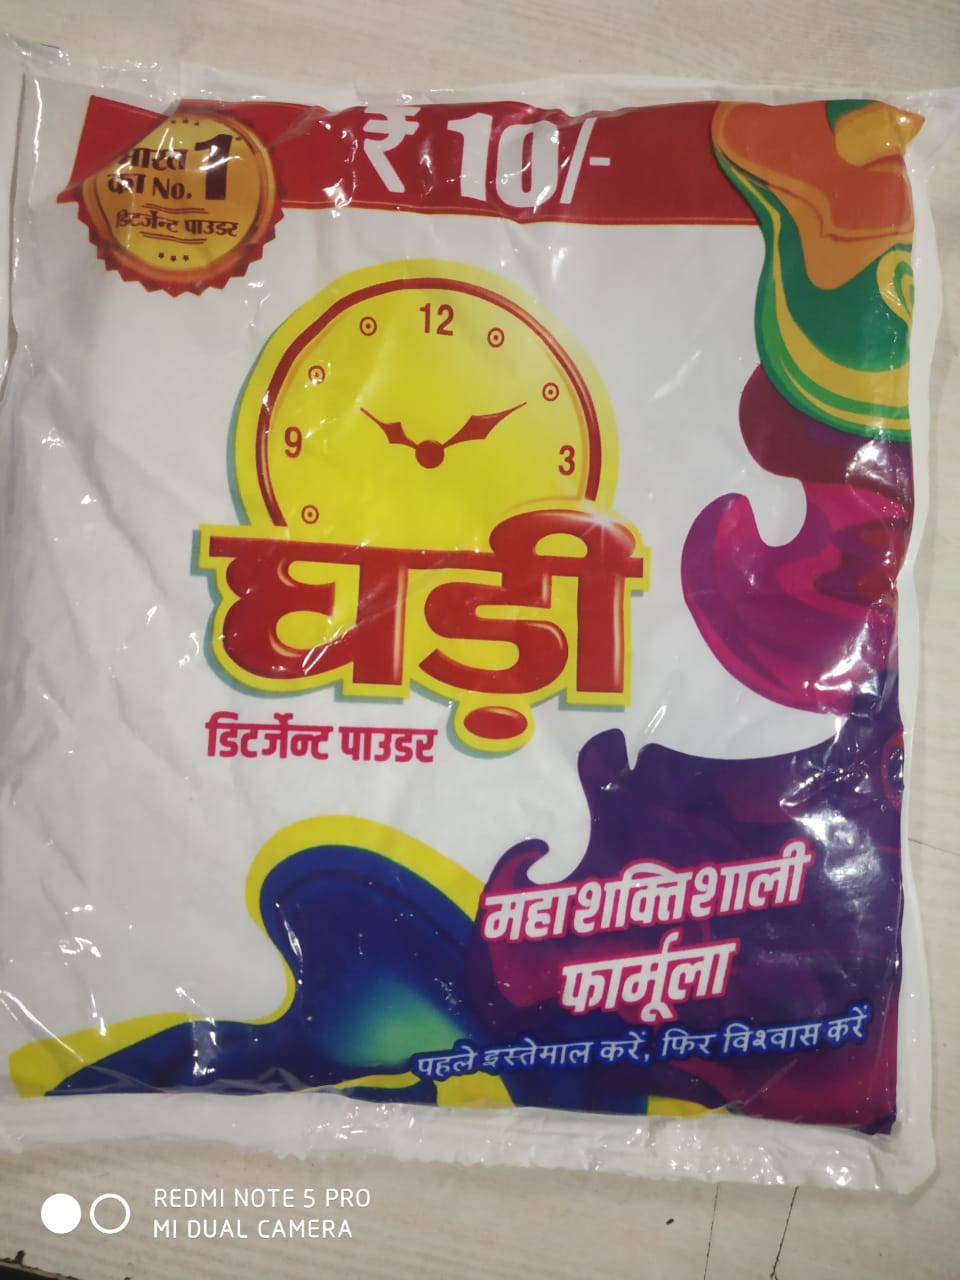 ₹ 10/-
भारत
का No. 1
डिटर्जेन्ट पाउडर
12
9
3
घड़ी
डिटर्जेन्ट पाउडर
महाशक्तिशाली
फार्मूला
पहले इस्तेमाल करें, फिर विश्वास करें
REDMI NOTE 5 PRO
MI DUAL CAMERA